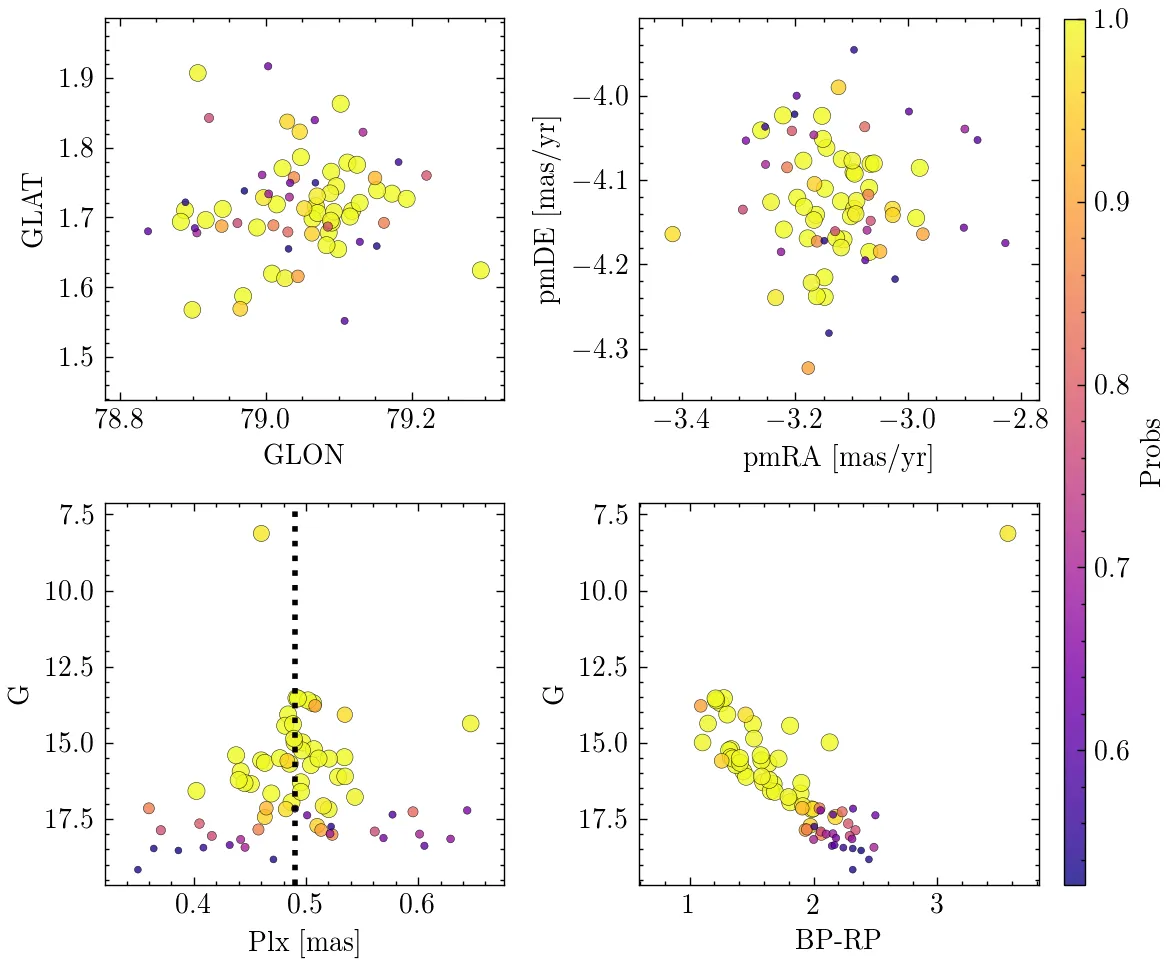 1.9
1.8
1.7
1.6
1.5
GLAT
78.8 79.0 79.2
GLON
−4.0
−4.1
−4.2
−4.3
pmDE [mas/yr]
−3.4 −3.2 −3.0 −2.8
pmRA [mas/yr]
7.5
10.0
12.5
15.0
17.5
G
0.4 0.5 0.6
Plx [mas]
7.5
10.0
12.5
15.0
17.5
G
1 2 3
BP-RP
1.0
0.9
0.8
0.7
0.6
Probs